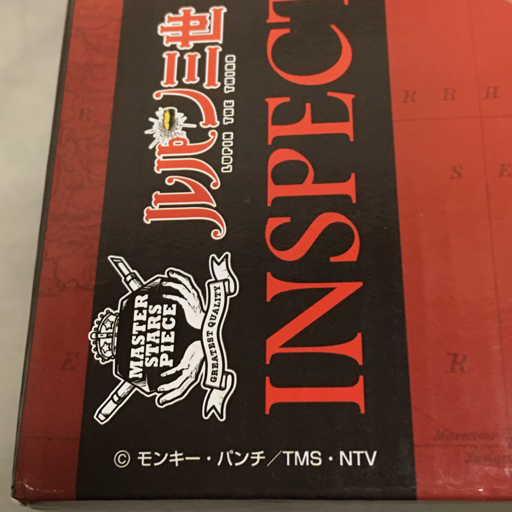 ルパン三世
LUPIN THE THIRD
INSPECT
MASTER
STARS
PIECE
GREATEST QUALITY
© モンキー・パンチ／TMS・NTV
R R H
S E
E
R